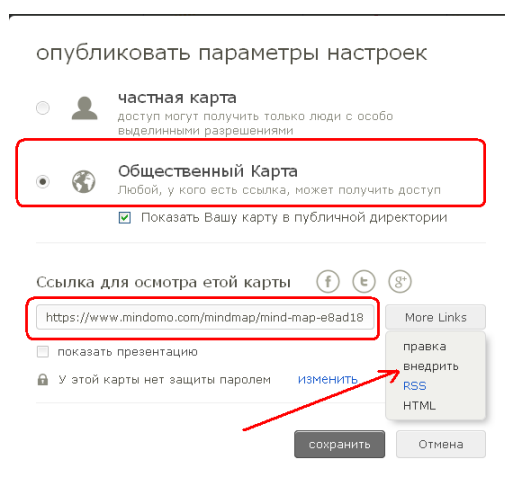 опубликовать параметры настроек
частная карта
доступ могут получить только люди с особо
выделинными разрешениями
Общественный Карта
Любой, у кого есть ссылка, может получить доступ
Показать Вашу карту в публичной директории
Ссылка для осмотра етой карты
https://www.mindomo.com/mindmap/mind-map-e8ad18
More Links
показать презентацию
правка
внедрить
У этой карты нет защиты паролем изменить
RSS
HTML
сохранить
Отмена